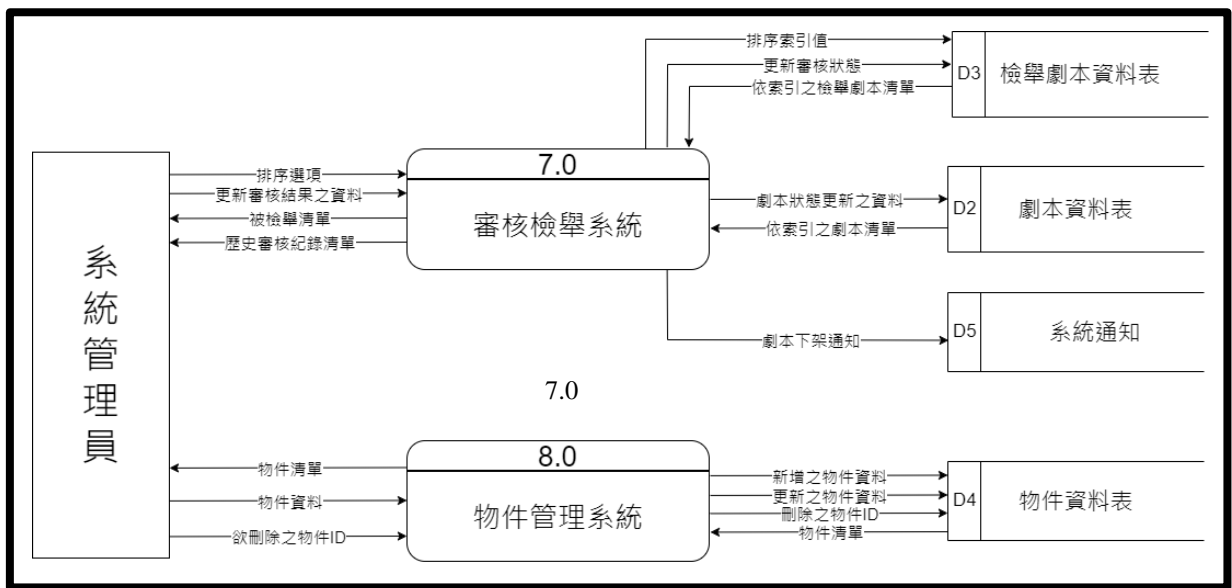 排序索引值
更新審核狀態
依索引之檢舉劇本清單
D3
檢舉劇本資料表
系統管理員
排序選項
更新審核結果之資料
被檢舉清單
歷史審核紀錄清單
7.0
審核檢舉系統
劇本狀態更新之資料
依索引之劇本清單
D2
劇本資料表
劇本下架通知
D5
系統通知
7.0
物件清單
物件資料
欲刪除之物件ID
8.0
物件管理系統
新增之物件資料
更新之物件資料
刪除之物件ID
物件清單
D4
物件資料表